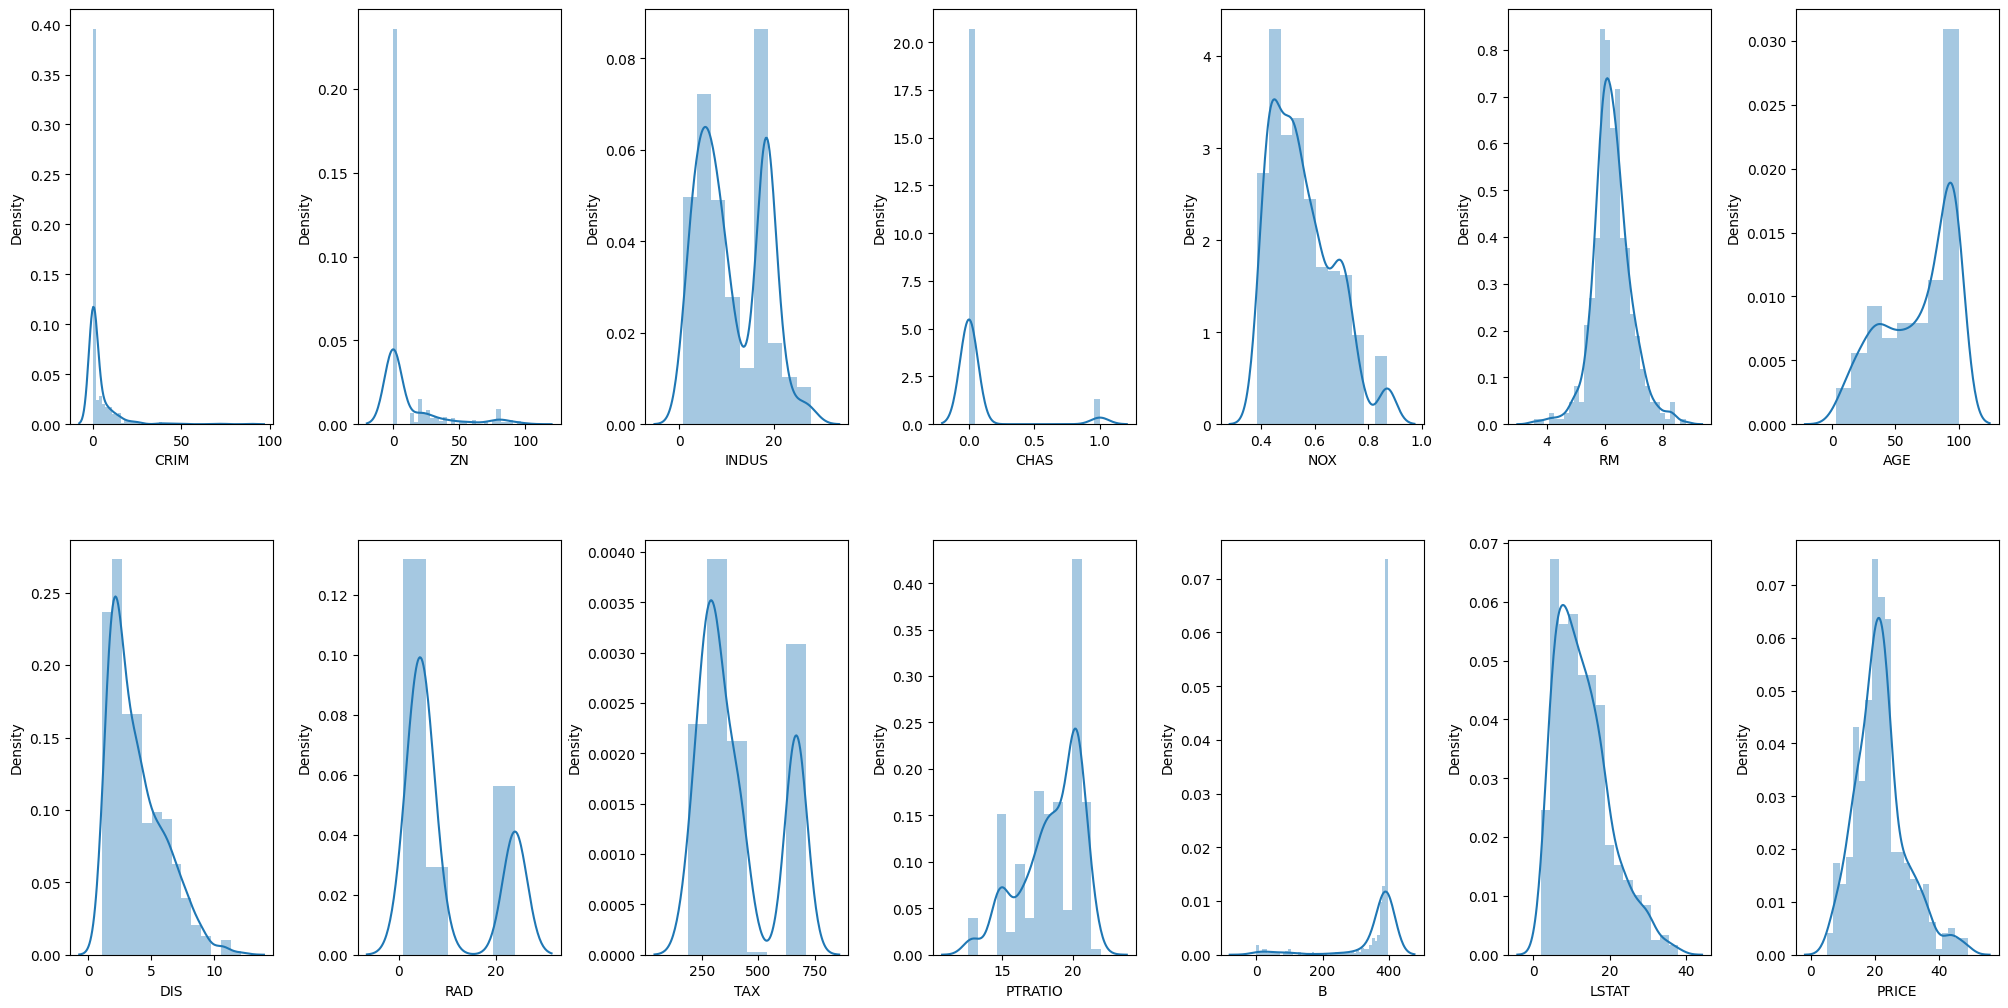 0.40
0.35
0.30
0.25
0.20
0.15
0.10
0.05
0.00
Density
0 50 100
CRIM
0.20
0.15
0.10
0.05
0.00
Density
0 50 100
ZN
0.08
0.06
0.04
0.02
0.00
Density
0 20
INDUS
20.0
17.5
15.0
12.5
10.0
7.5
5.0
2.5
0.0
Density
0.0 0.5 1.0
CHAS
4
3
2
1
0
Density
0.4 0.6 0.8 1.0
NOX
0.8
0.7
0.6
0.5
0.4
0.3
0.2
0.1
0.0
Density
4 6 8
RM
0.030
0.025
0.020
0.015
0.010
0.005
0.000
Density
0 50 100
AGE
0.25
0.20
0.15
0.10
0.05
0.00
Density
0 5 10
DIS
0.12
0.10
0.08
0.06
0.04
0.02
0.00
Density
0 20
RAD
0.0040
0.0035
0.0030
0.0025
0.0020
0.0015
0.0010
0.0005
0.0000
Density
250 500 750
TAX
0.40
0.35
0.30
0.25
0.20
0.15
0.10
0.05
0.00
Density
15 20
PTRATIO
0.07
0.06
0.05
0.04
0.03
0.02
0.01
0.00
Density
0 200 400
B
0.07
0.06
0.05
0.04
0.03
0.02
0.01
0.00
Density
0 20 40
LSTAT
0.07
0.06
0.05
0.04
0.03
0.02
0.01
0.00
Density
0 20 40
PRICE